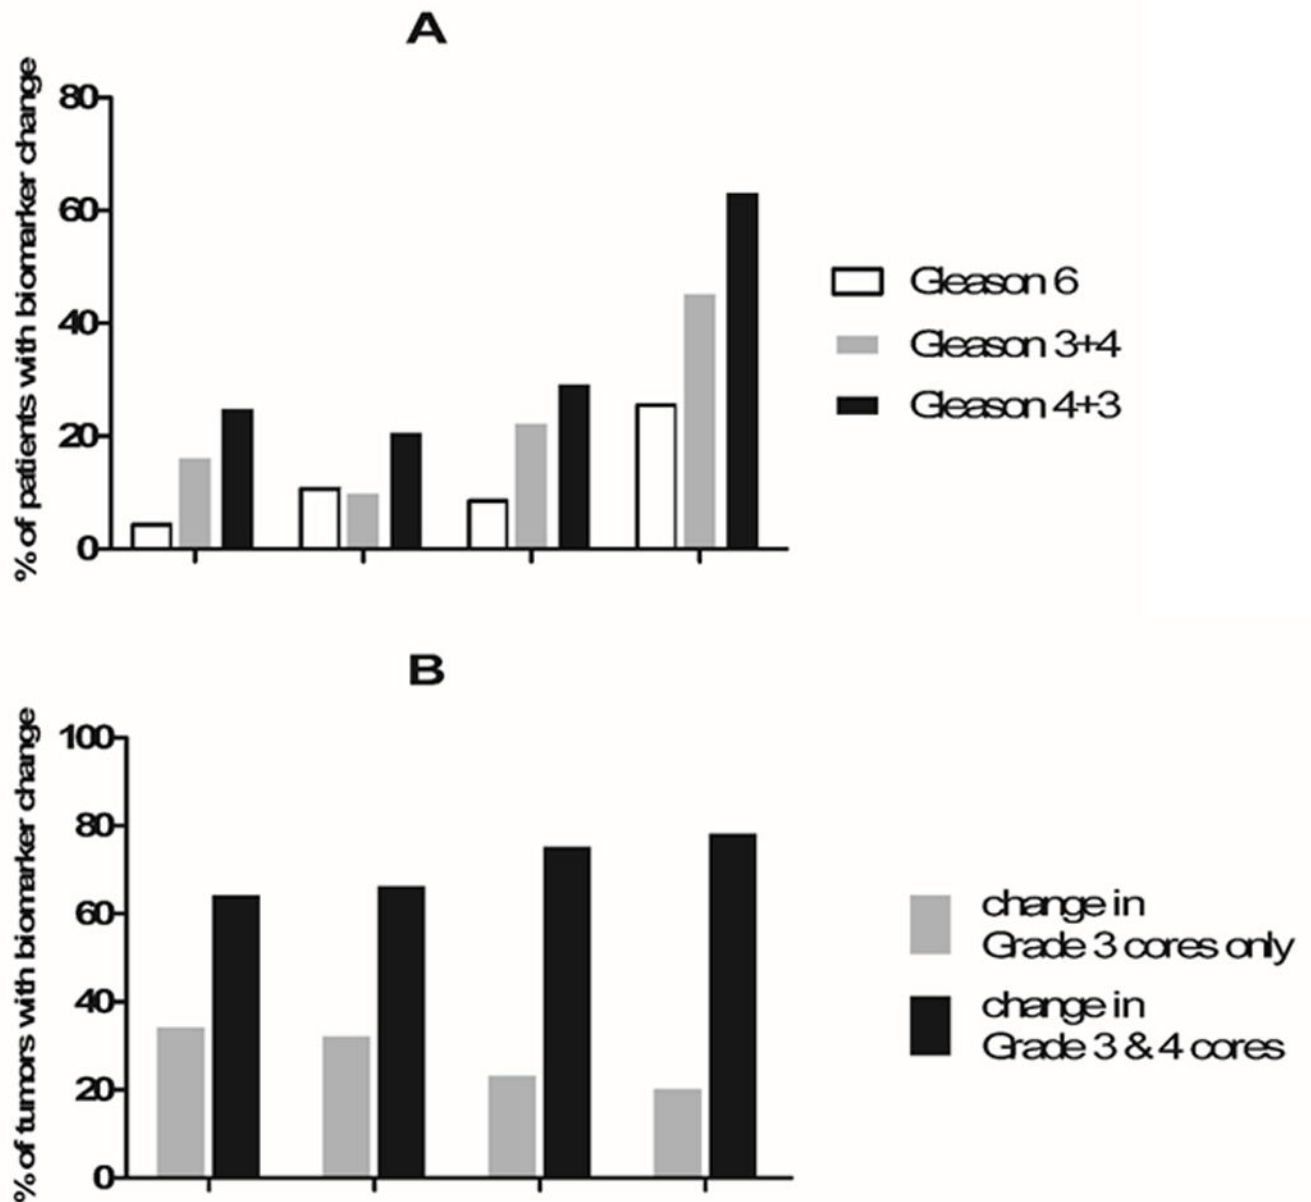 A
% of patients with biomarker change
80
60
40
20
0
Gleason 6
Gleason 3+4
Gleason 4+3
B
% of tumors with biomarker change
100
80
60
40
20
0
change in
Grade 3 cores only
change in
Grade 3 & 4 cores